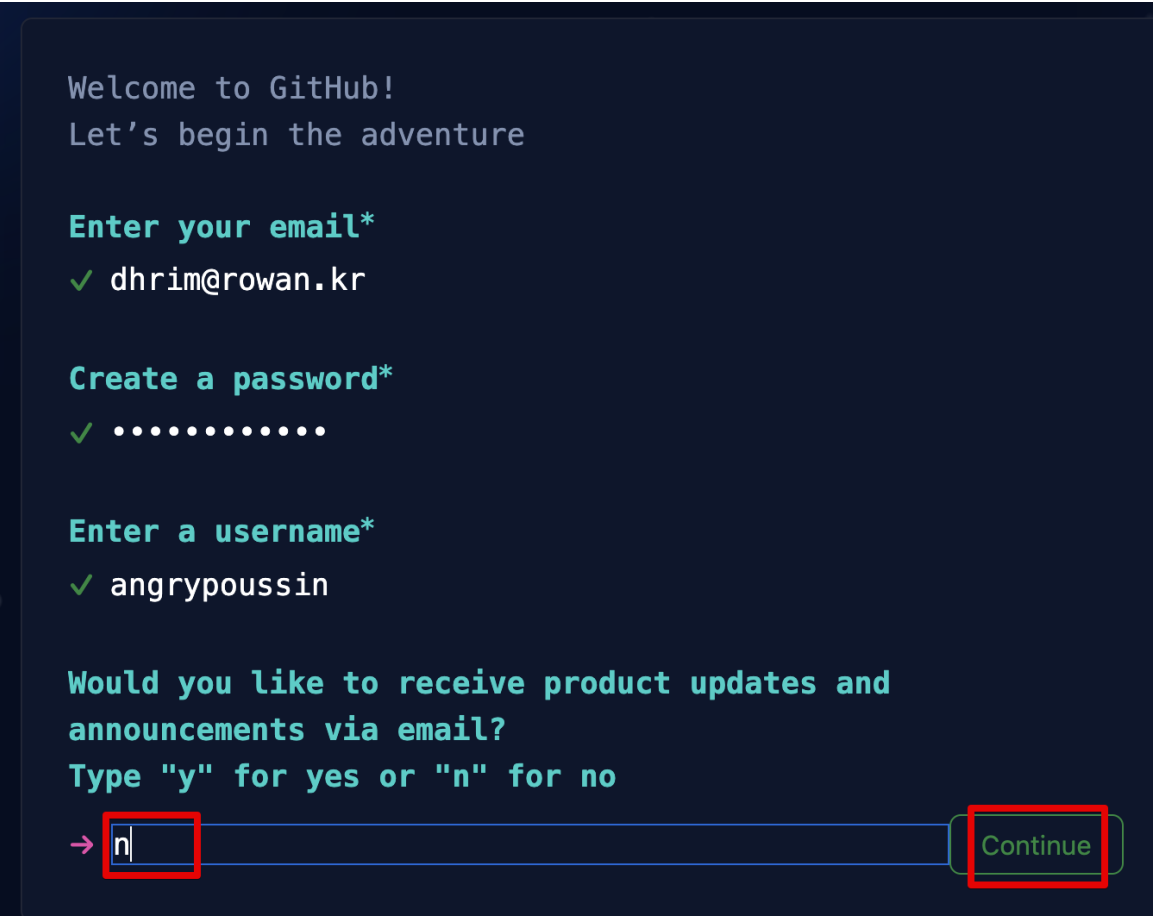 Welcome to GitHub!
Let’s begin the adventure
Enter your email*
✓ dhrim@rowan.kr
Create a password*
✓ ••••••••••••
Enter a username*
✓ angrypoussin
Would you like to receive product updates and
announcements via email?
Type "y" for yes or "n" for no
→ n Continue